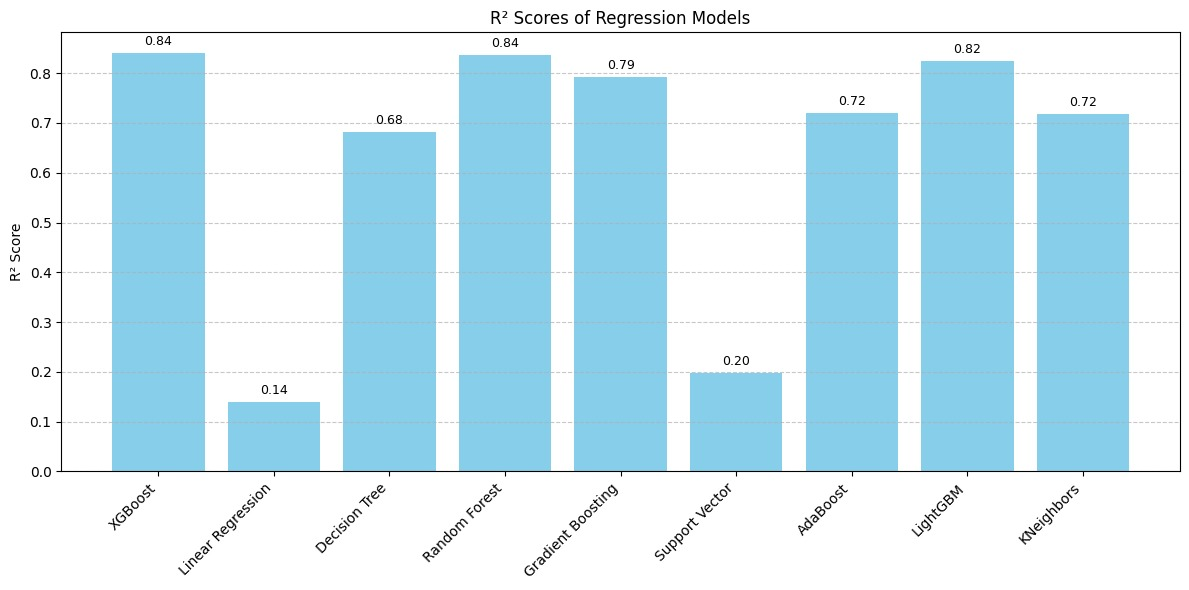 R² Scores of Regression Models
R² Score
0.8
0.7
0.6
0.5
0.4
0.3
0.2
0.1
0.0
0.84
0.14
0.68
0.84
0.79
0.20
0.72
0.82
0.72
XGBoost
Linear Regression
Decision Tree
Random Forest
Gradient Boosting
Support Vector
AdaBoost
LightGBM
KNeighbors